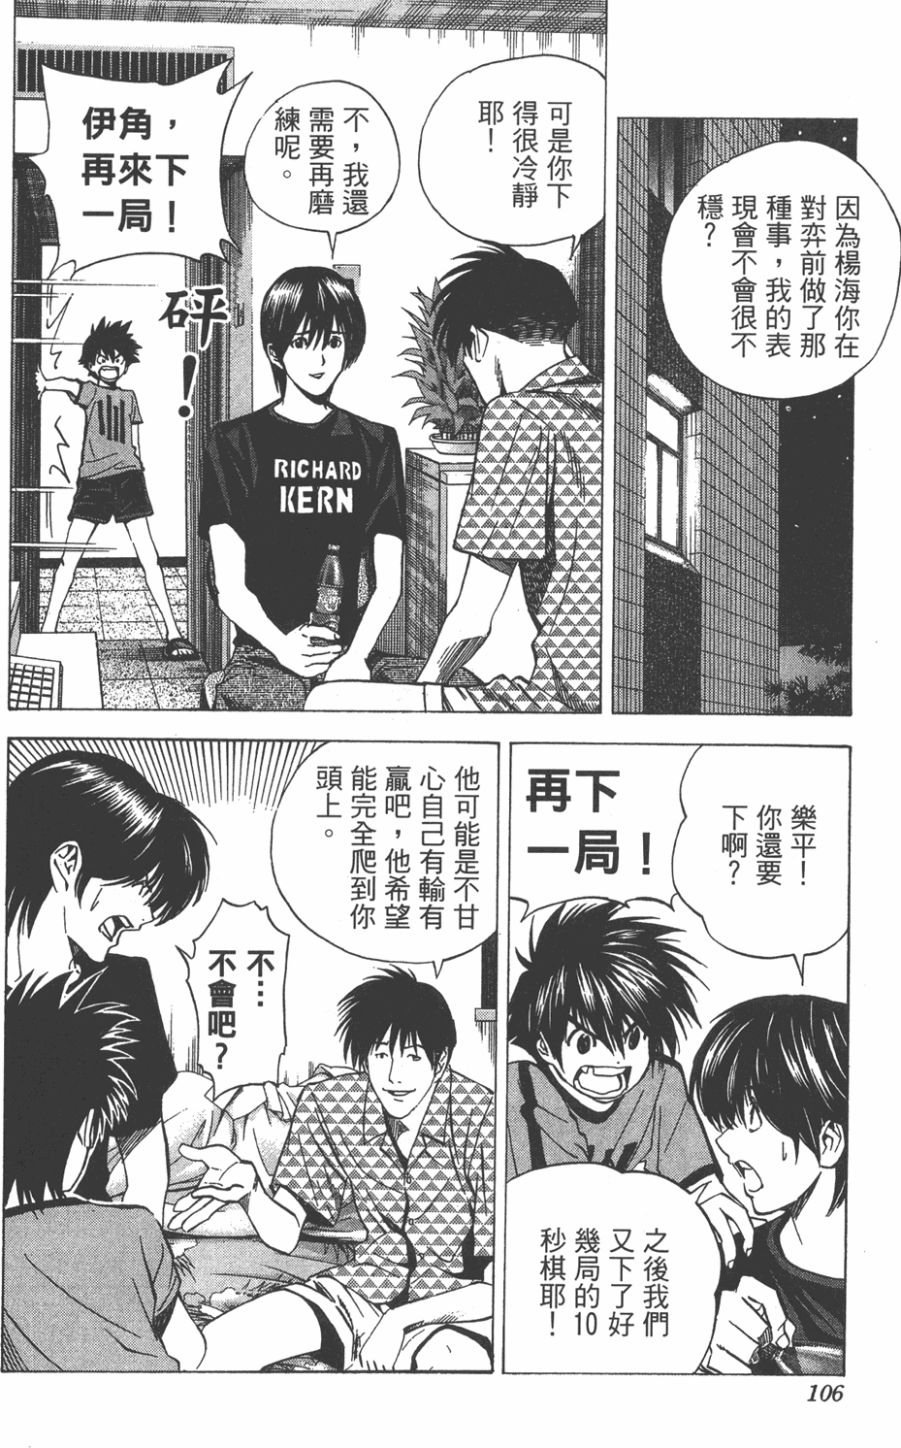 因為楊海你在
對弈前做了那
種事，我的表
現會不會很不
穩？
可是你下
得很冷靜
耶！
不，我還
需要再磨
練呢。
伊角，
再來下
一局！
砰！
RICHARD
KERN
樂平！
你還要
下啊？
再下
一局！
之後我們
又下了好
幾局的10
秒棋耶！
他可能是不甘
心自己有輸有
贏吧，他希望
能完全爬到你
頭上。
不…
不會吧？
106